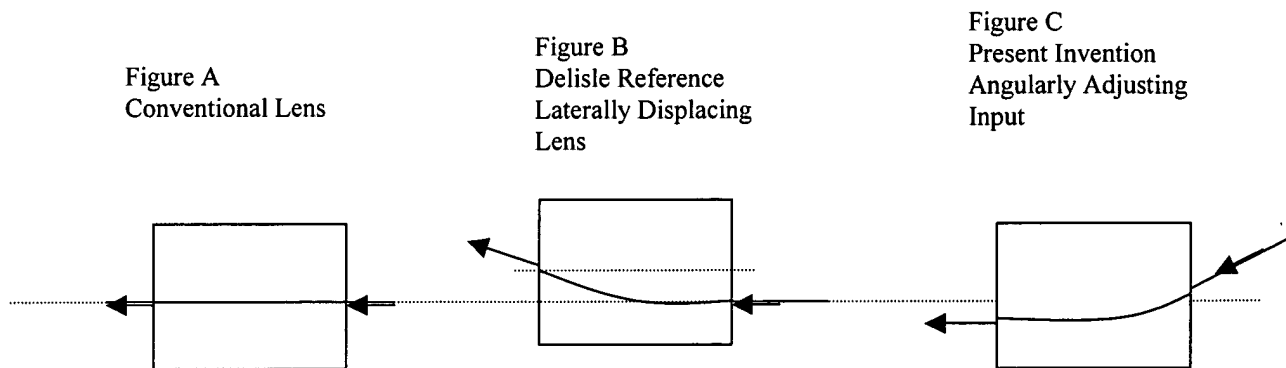 Figure A
Conventional Lens
Figure B
Delisle Reference
Laterally Displacing
Lens
Figure C
Present Invention
Angularly Adjusting
Input